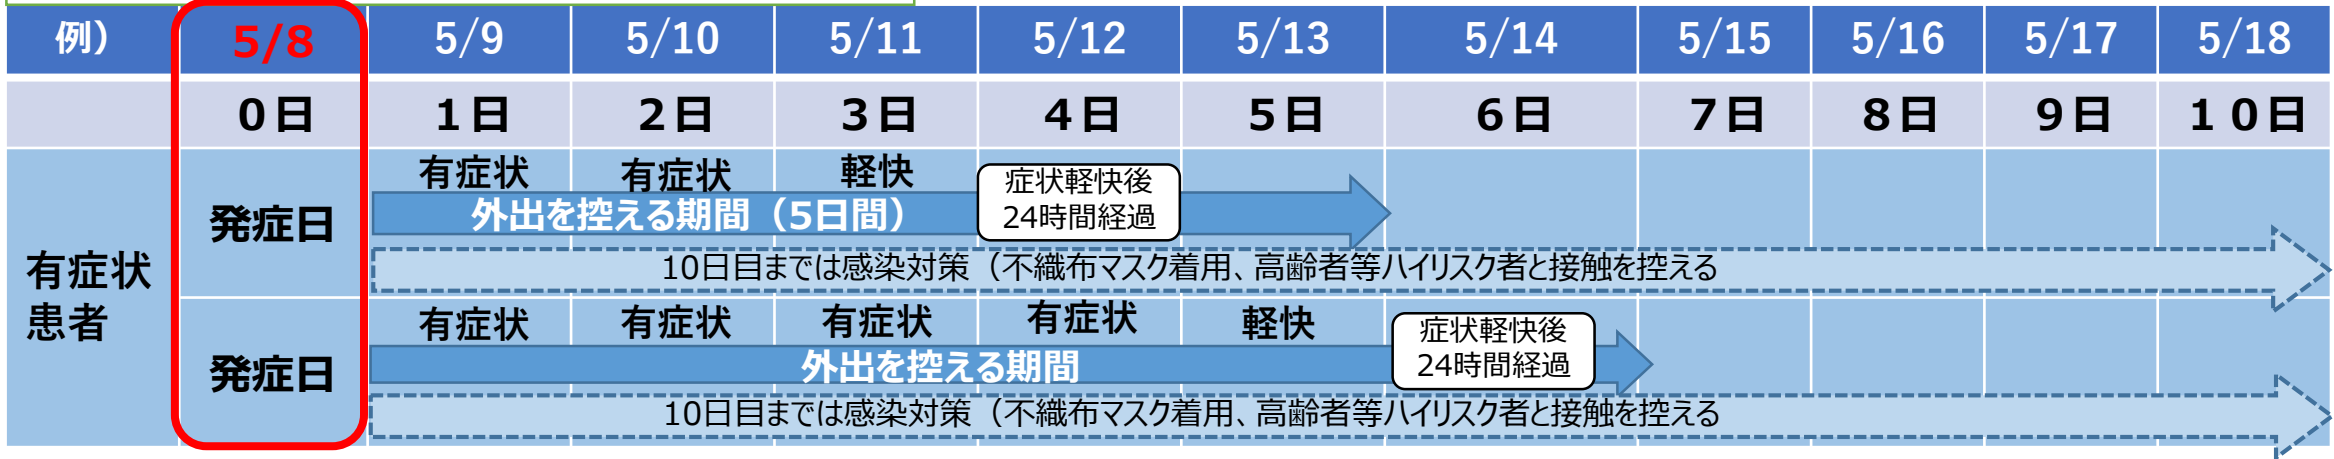 例） 5/8 5/9 5/10 5/11 5/12 5/13 5/14 5/15 5/16 5/17 5/18
０日 １日 ２日 ３日 ４日 ５日 ６日 ７日 ８日 ９日 １０日
有症状
患者
発症日
有症状 有症状 軽快
症状軽快後
24時間経過
外出を控える期間（5日間）
10日目までは感染対策（不織布マスク着用、高齢者等ハイリスク者と接触を控える
発症日
有症状 有症状 有症状 有症状 軽快
症状軽快後
24時間経過
外出を控える期間
10日目までは感染対策（不織布マスク着用、高齢者等ハイリスク者と接触を控える